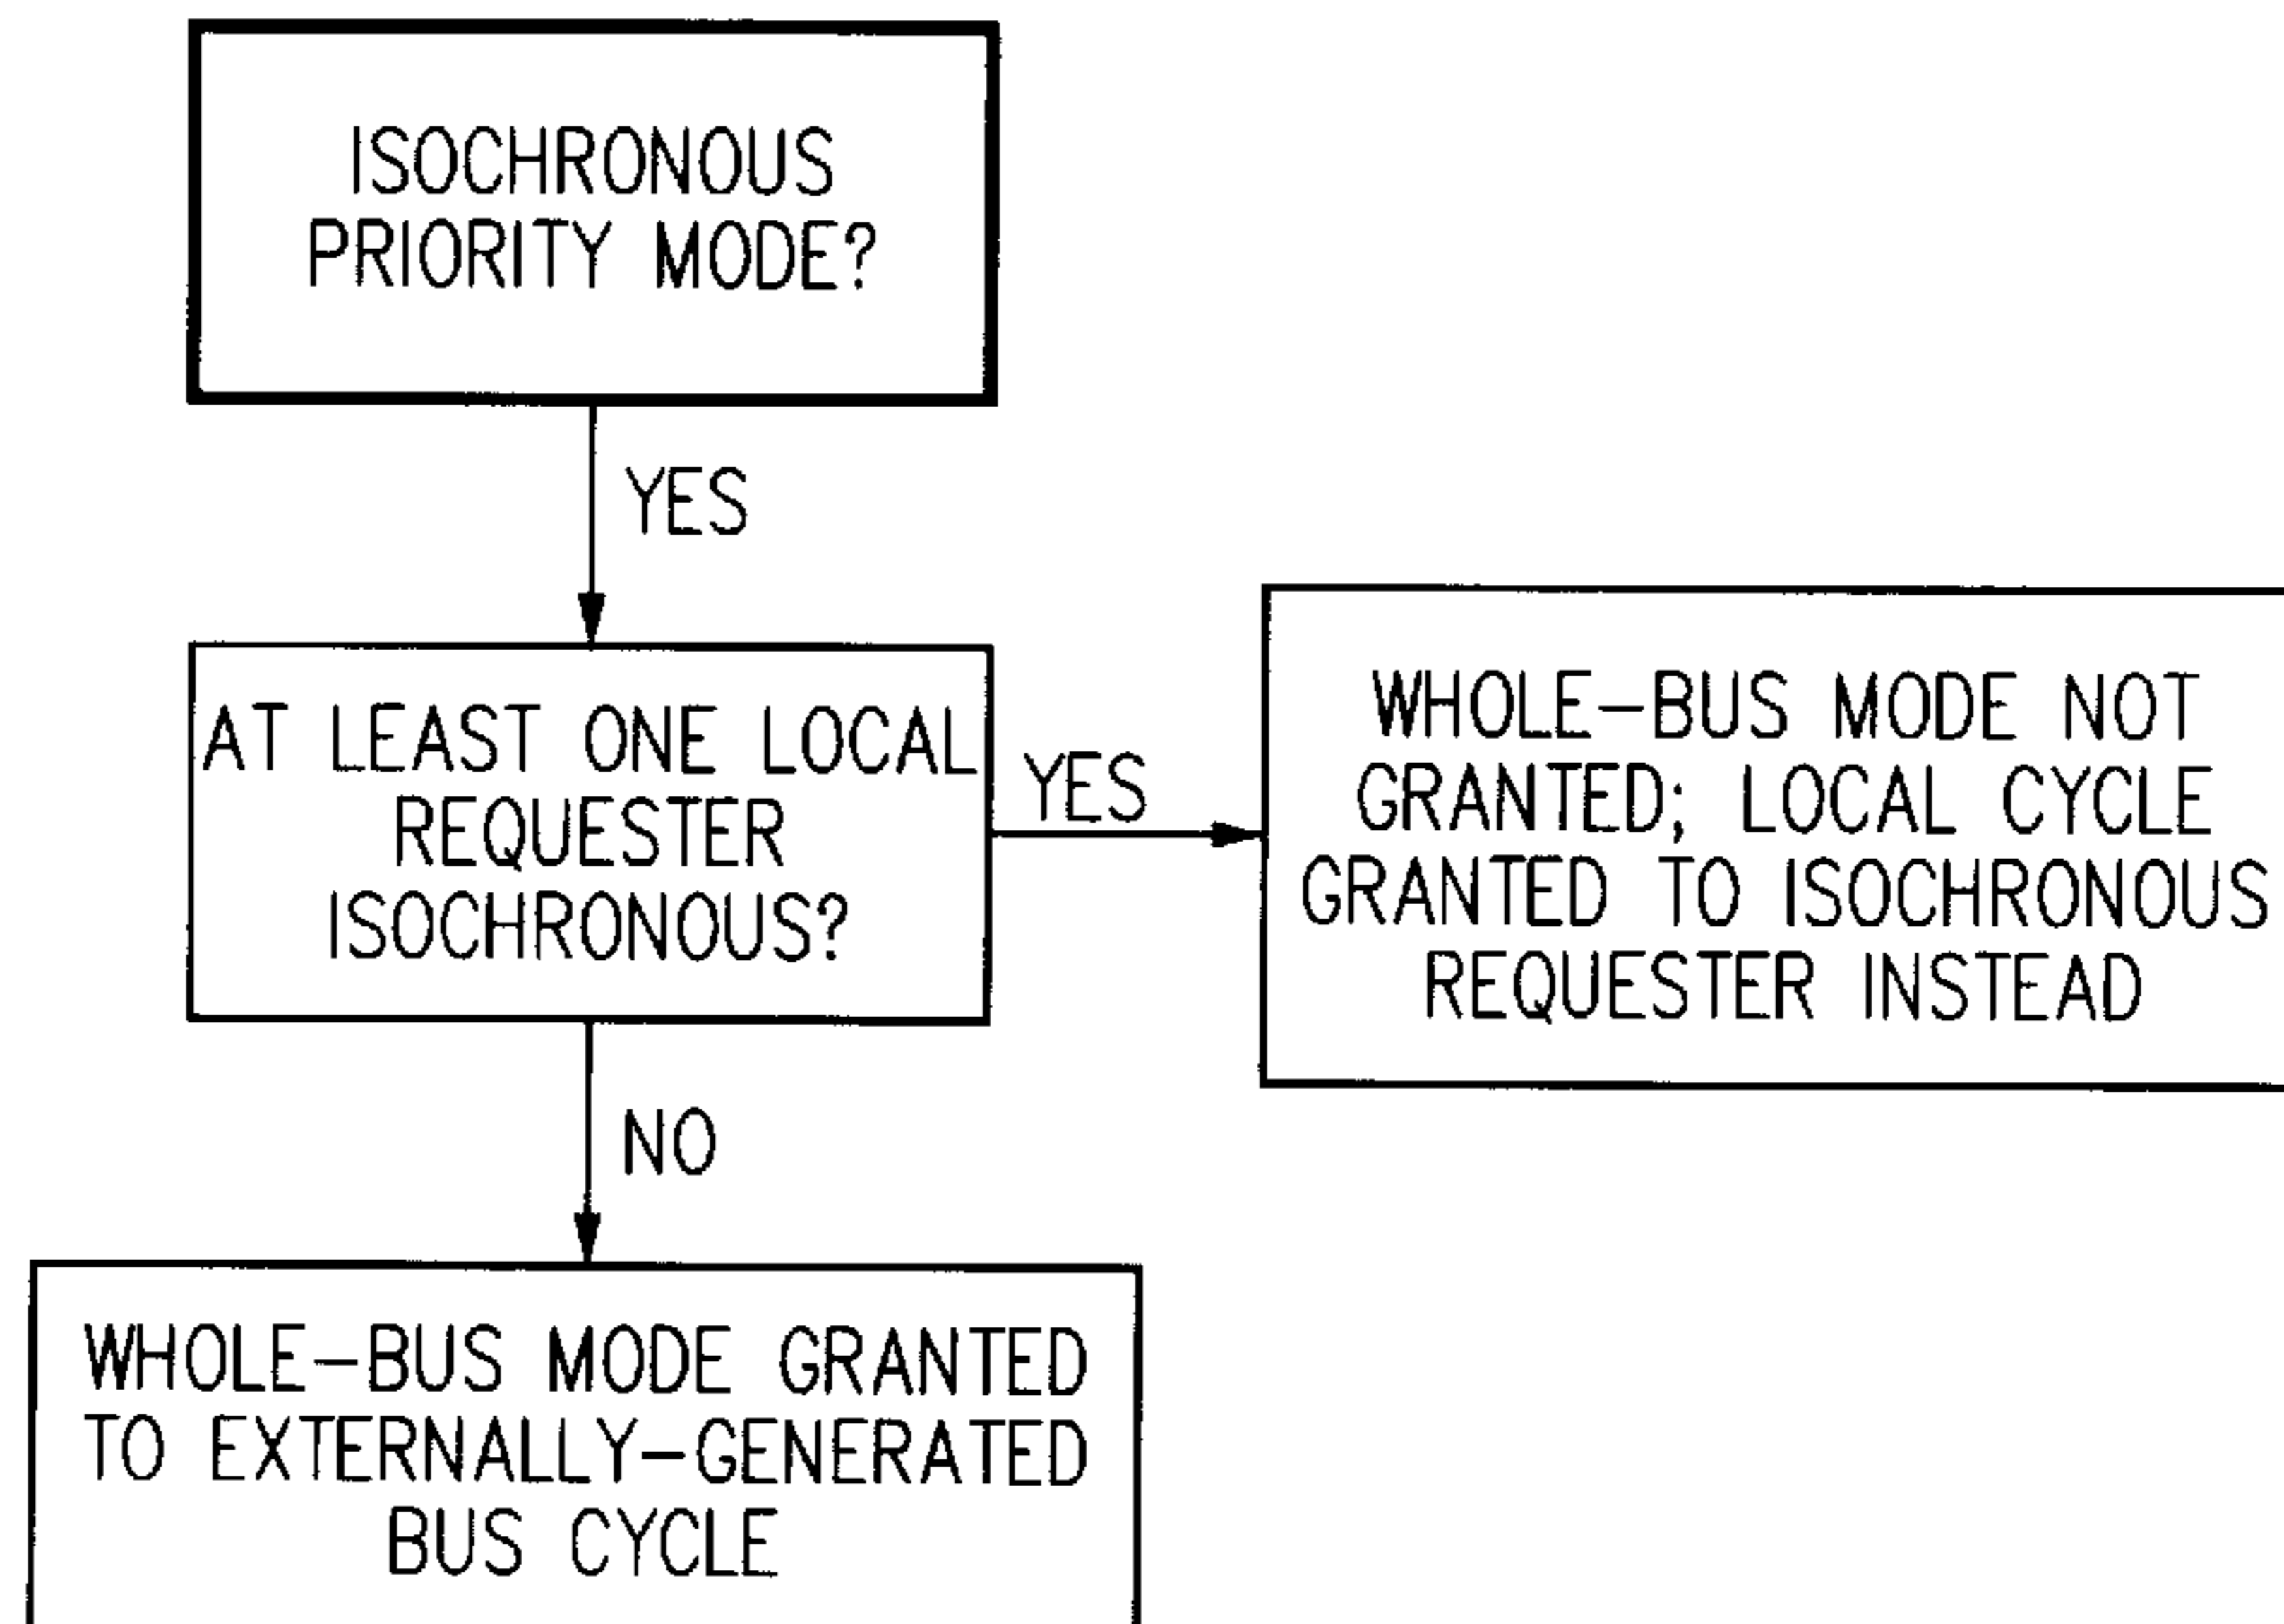 ISOCHRONOUS
PRIORITY MODE?
YES
AT LEAST ONE LOCAL
REQUESTER
ISOCHRONOUS?
YES
WHOLE-BUS MODE NOT
GRANTED; LOCAL CYCLE
GRANTED TO ISOCHRONOUS
REQUESTER INSTEAD
NO
WHOLE-BUS MODE GRANTED
TO EXTERNALLY-GENERATED
BUS CYCLE